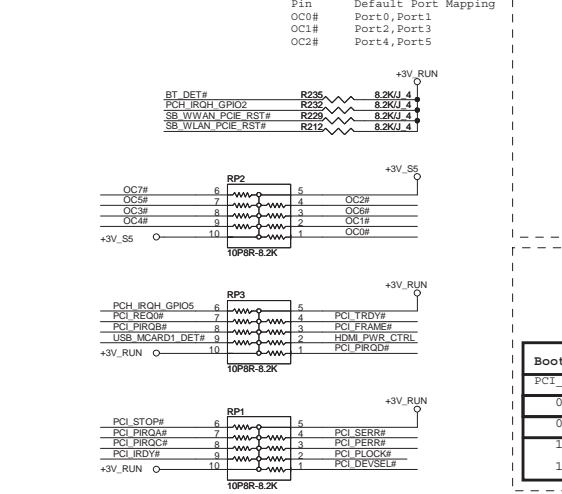 Pin Default Port Mapping
OC0# Port0,Port1
OC1# Port2,Port3
OC2# Port4,Port5
+3V_RUN
BT_DET# R235 8.2K/J_4
PCH_IRQH_GPIO2 R232 8.2K/J_4
SB_WWAN_PCIE_RST# R229 8.2K/J_4
SB_WLAN_PCIE_RST# R212 8.2K/J_4
+3V_S5
RP2
OC7# 6 5
OC5# 7 4 OC2#
OC3# 8 3 OC6#
OC4# 9 2 OC1#
+3V_S5 10 1 OC0#
10P8R-8.2K
+3V_RUN
RP3
PCH_IRQH_GPIO5 6 5
PCI_REQ0# 7 4 PCI_TRDY#
PCI_PIRQB# 8 3 PCI_FRAME#
USB_MCARD1_DET# 9 2 HDMI_PWR_CTRL
+3V_RUN 10 1 PCI_PIRQD#
10P8R-8.2K
Boot
PCI_
0
0
1
1
+3V_RUN
RP1
PCI_STOP# 6 5
PCI_PIRQA# 7 4 PCI_SERR#
PCI_PIRQC# 8 3 PCI_PERR#
PCI_IRDY# 9 2 PCI_PLOCK#
+3V_RUN 10 1 PCI_DEVSEL#
10P8R-8.2K